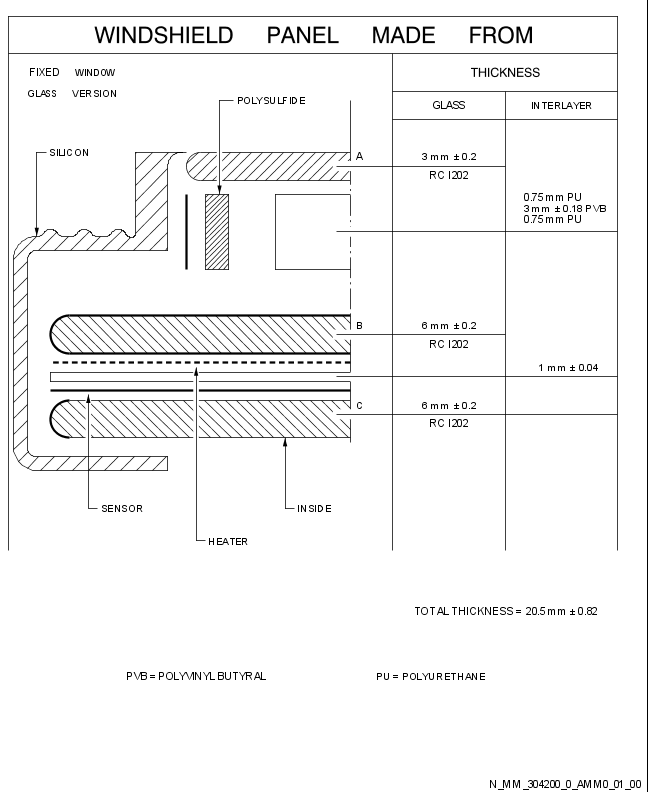 WINDSHIELD PANEL MADE FROM
FIXED WINDOW
GLASS VERSION
THICKNESS
GLASS
INTERLAYER
POLYSULFIDE
SILICON
A
3 mm ± 0.2
RC I202
0.75 mm PU
3 mm ± 0.18 PVB
0.75 mm PU
B
6 mm ± 0.2
RC I202
1 mm ± 0.04
C
6 mm ± 0.2
RC I202
SENSOR
INSIDE
HEATER
TOTAL THICKNESS = 20.5 mm ± 0.82
PVB = POLYVINYL BUTYRAL
PU = POLYURETHANE
N_MM_304200_0_AMM0_01_00